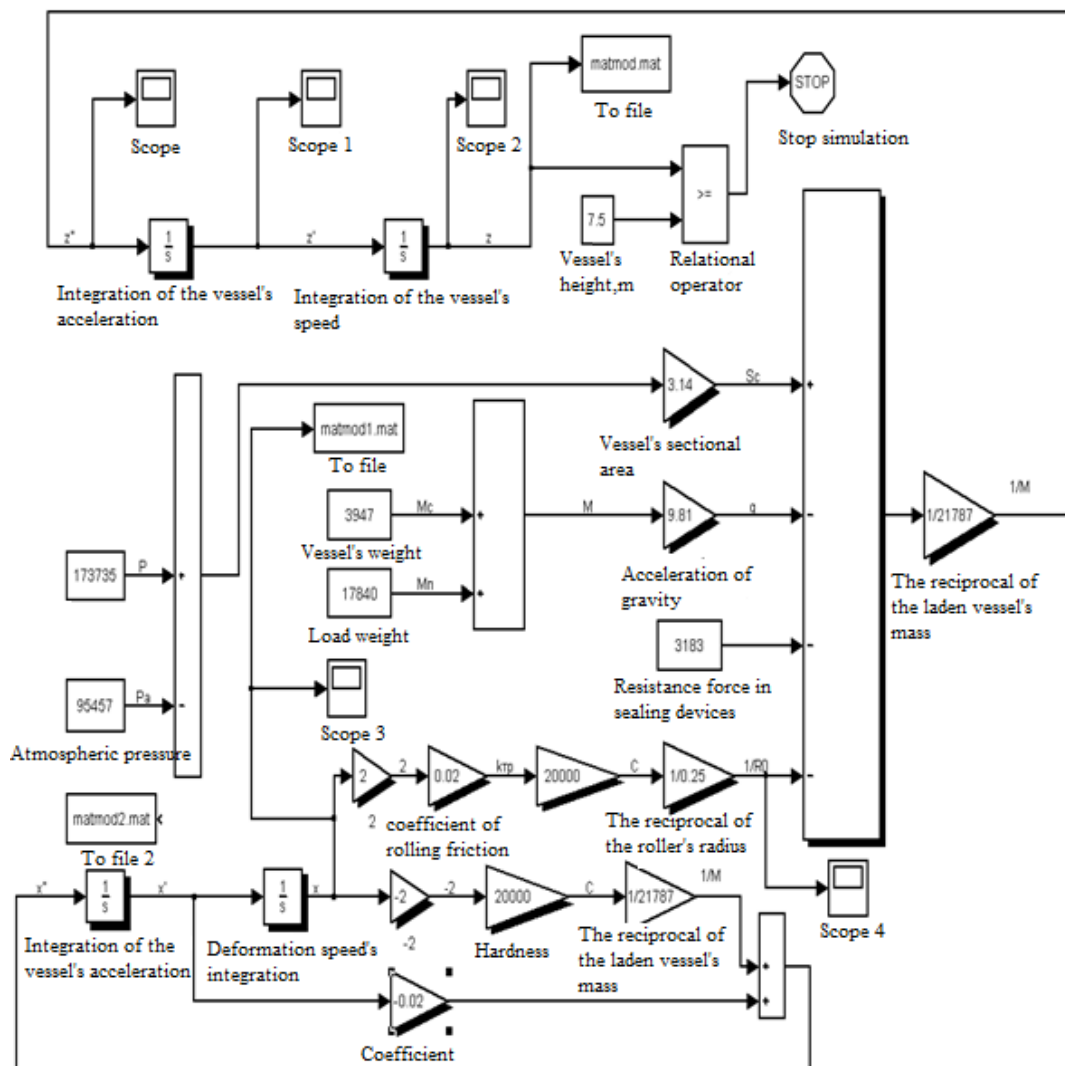 matmod.mat
STOP
To file
Scope
Scope 1
Scope 2
Stop simulation
>=
7.5
z"
1
s
z'
1
s
z
Vessel's
height,m
Relational
operator
Integration of the vessel's
acceleration
Integration of the vessel's
speed
3.14
Sc
+
matmod1.mat
To file
Vessel's sectional
area
3947
Mc
+
M
9.81
g
-
1/21787
1/M
Vessel's weight
173735
P
+
17840
Mn
+
Acceleration of
gravity
The reciprocal of
the laden vessel's
mass
Load weight
3183
-
95457
Pa
-
Resistance force in
sealing devices
Atmospheric pressure
Scope 3
2
2
0.02
kтр
20000
C
1/0.25
1/R0
-
2
coefficient of
rolling friction
The reciprocal of
the roller's radius
matmod2.mat
To file 2
x"
1
s
x'
1
s
x
-2
-2
20000
C
1/21787
1/M
Scope 4
Integration of the
vessel's acceleration
Deformation speed's
integration
-2
Hardness
The reciprocal of
the laden vessel's
mass
+
+
-0.02
Coefficient